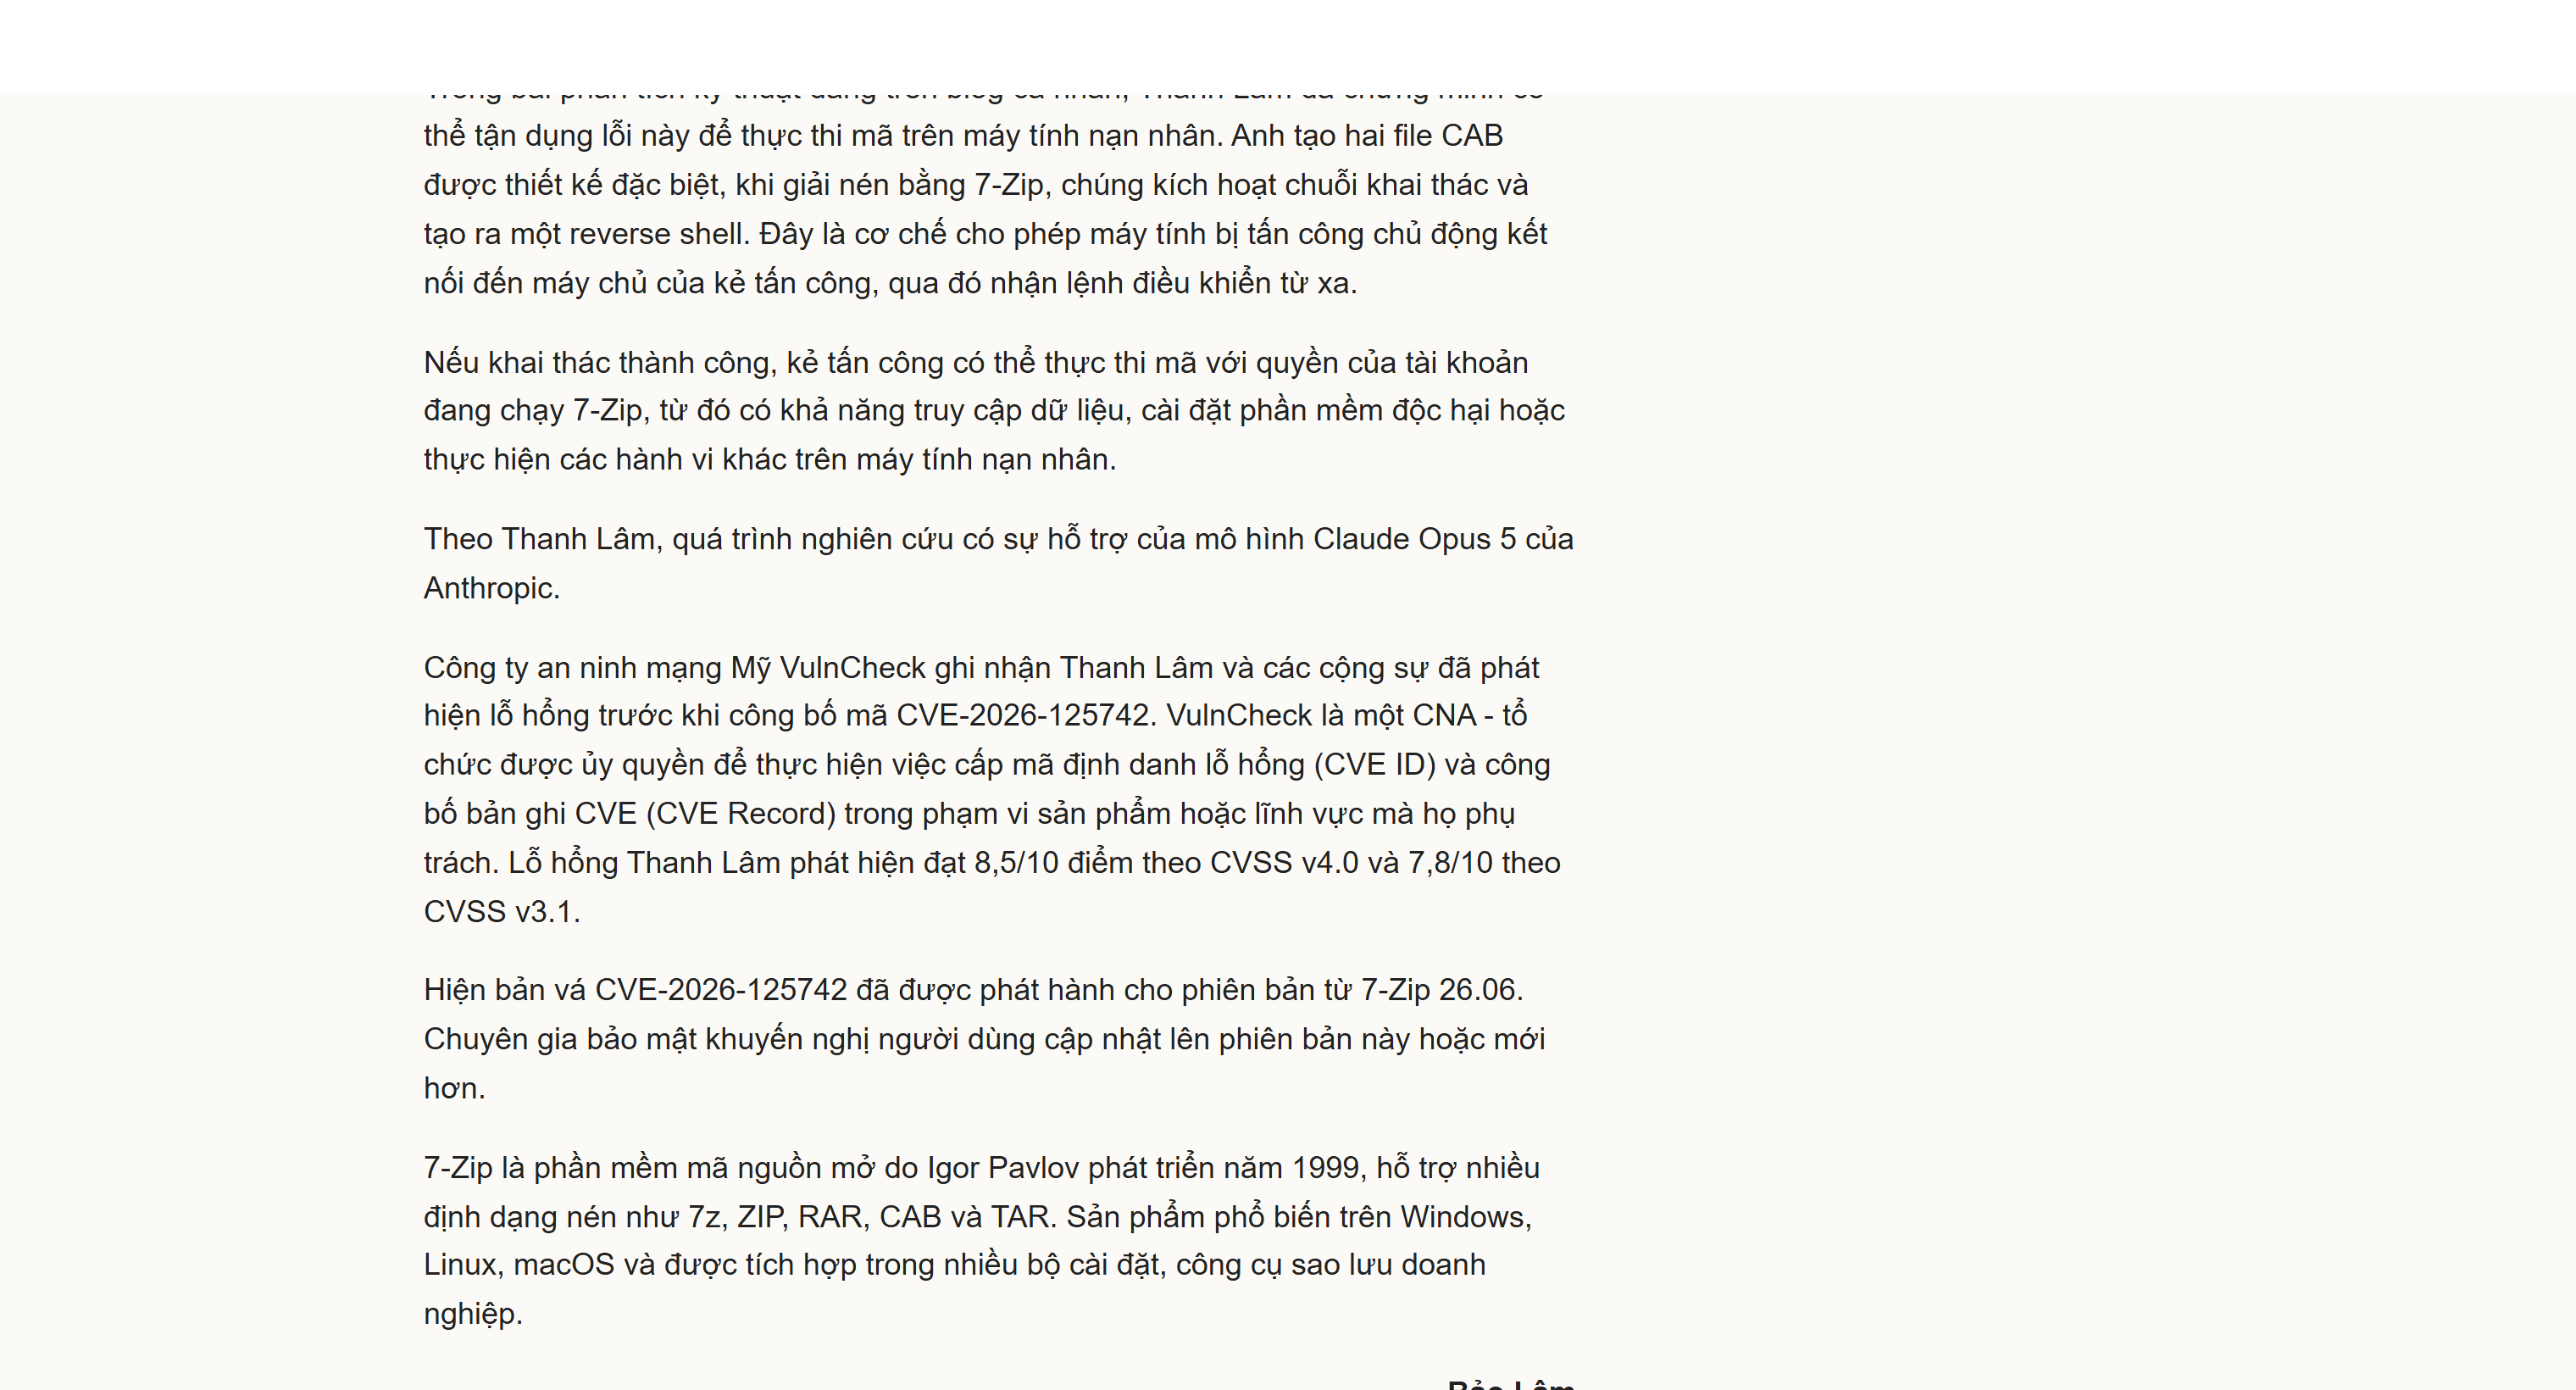 thể tận dụng lỗi này để thực thi mã trên máy tính nạn nhân. Anh tạo hai file CAB
được thiết kế đặc biệt, khi giải nén bằng 7-Zip, chúng kích hoạt chuỗi khai thác và
tạo ra một reverse shell. Đây là cơ chế cho phép máy tính bị tấn công chủ động kết
nối đến máy chủ của kẻ tấn công, qua đó nhận lệnh điều khiển từ xa.
Nếu khai thác thành công, kẻ tấn công có thể thực thi mã với quyền của tài khoản
đang chạy 7-Zip, từ đó có khả năng truy cập dữ liệu, cài đặt phần mềm độc hại hoặc
thực hiện các hành vi khác trên máy tính nạn nhân.
Theo Thanh Lâm, quá trình nghiên cứu có sự hỗ trợ của mô hình Claude Opus 5 của
Anthropic.
Công ty an ninh mạng Mỹ VulnCheck ghi nhận Thanh Lâm và các cộng sự đã phát
hiện lỗ hổng trước khi công bố mã CVE-2026-125742. VulnCheck là một CNA - tổ
chức được ủy quyền để thực hiện việc cấp mã định danh lỗ hổng (CVE ID) và công
bố bản ghi CVE (CVE Record) trong phạm vi sản phẩm hoặc lĩnh vực mà họ phụ
trách. Lỗ hổng Thanh Lâm phát hiện đạt 8,5/10 điểm theo CVSS v4.0 và 7,8/10 theo
CVSS v3.1.
Hiện bản vá CVE-2026-125742 đã được phát hành cho phiên bản từ 7-Zip 26.06.
Chuyên gia bảo mật khuyến nghị người dùng cập nhật lên phiên bản này hoặc mới
hơn.
7-Zip là phần mềm mã nguồn mở do Igor Pavlov phát triển năm 1999, hỗ trợ nhiều
định dạng nén như 7z, ZIP, RAR, CAB và TAR. Sản phẩm phổ biến trên Windows,
Linux, macOS và được tích hợp trong nhiều bộ cài đặt, công cụ sao lưu doanh
nghiệp.